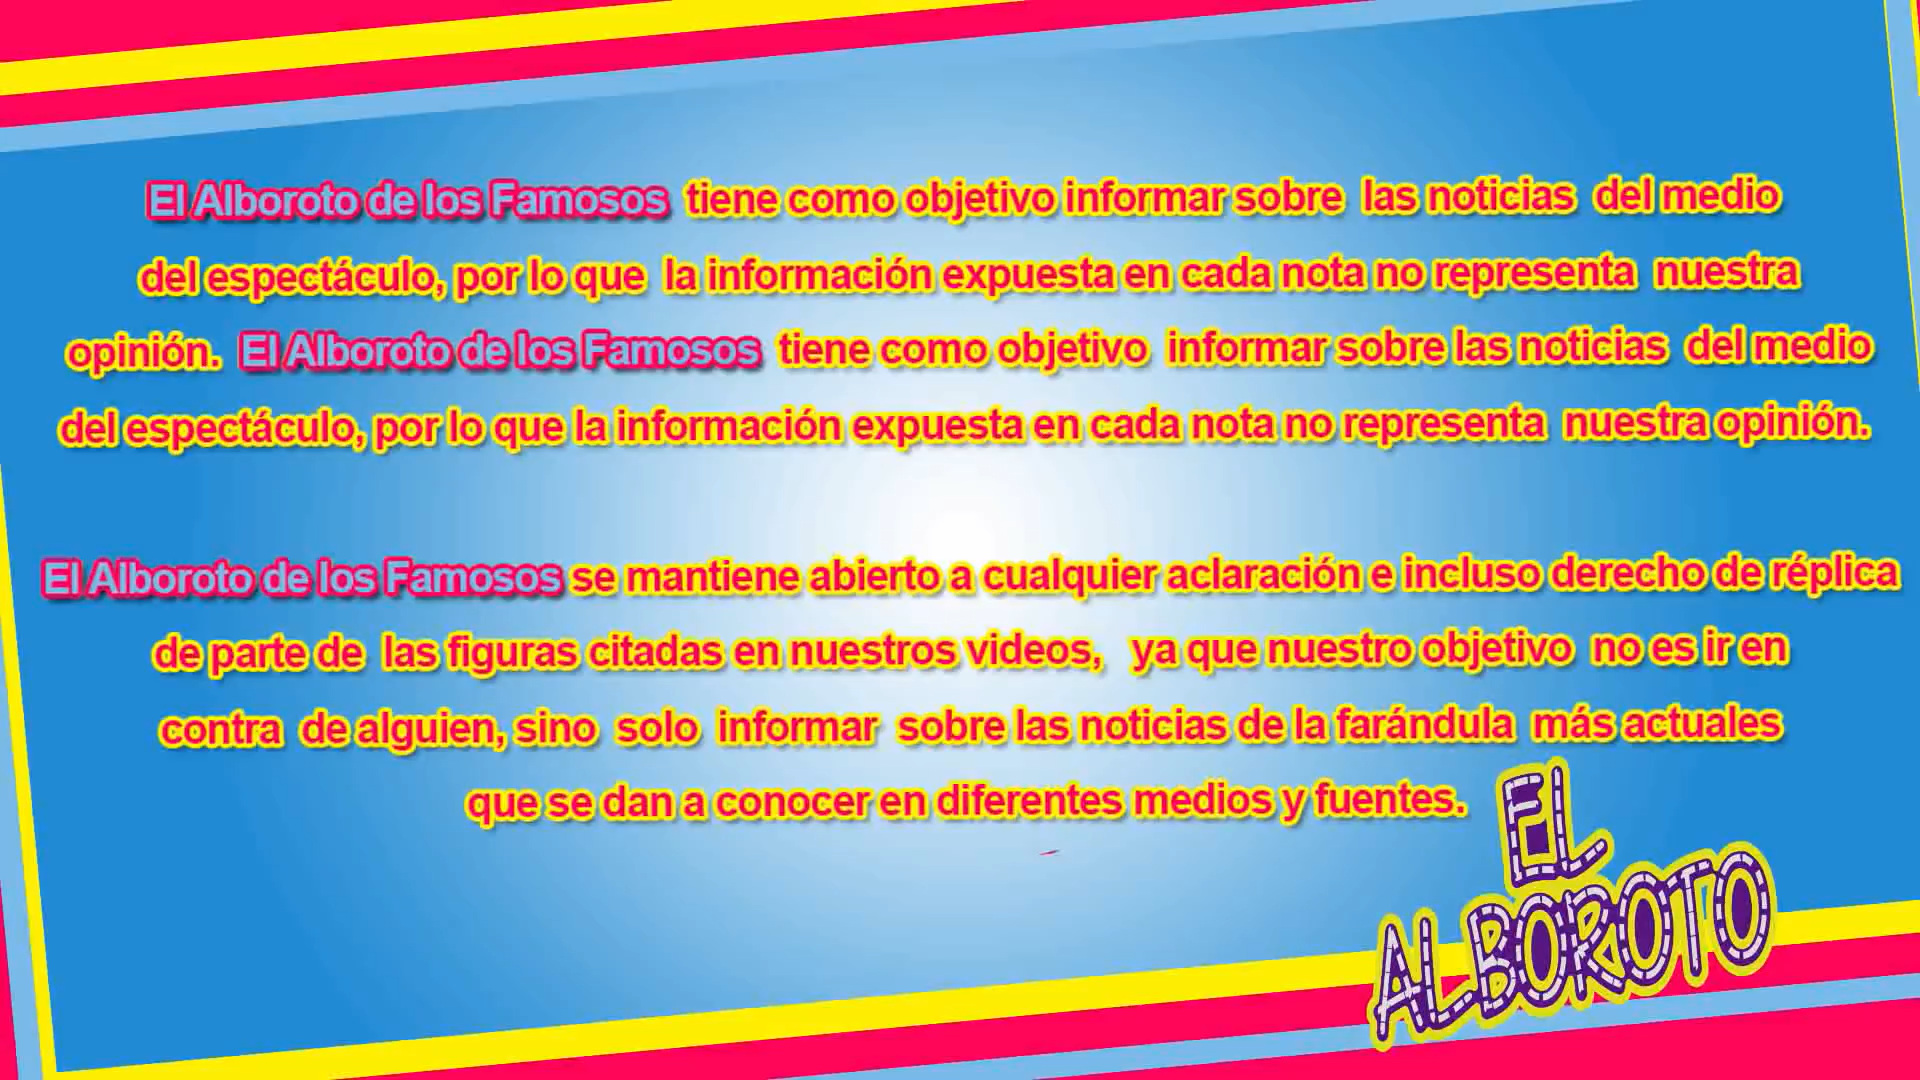 El Alboroto de los Famosos tiene como objetivo informar sobre las noticias del medio
del espectáculo, por lo que la información expuesta en cada nota no representa nuestra
opinión. El Alboroto de los Famosos tiene como objetivo informar sobre las noticias del medio
del espectáculo, por lo que la información expuesta en cada nota no representa nuestra opinión.
El Alboroto de los Famosos se mantiene abierto a cualquier aclaración e incluso derecho de réplica
de parte de las figuras citadas en nuestros videos, ya que nuestro objetivo no es ir en
contra de alguien, sino solo informar sobre las noticias de la farándula más actuales
que se dan a conocer en diferentes medios y fuentes.
EL
ALBOROTO